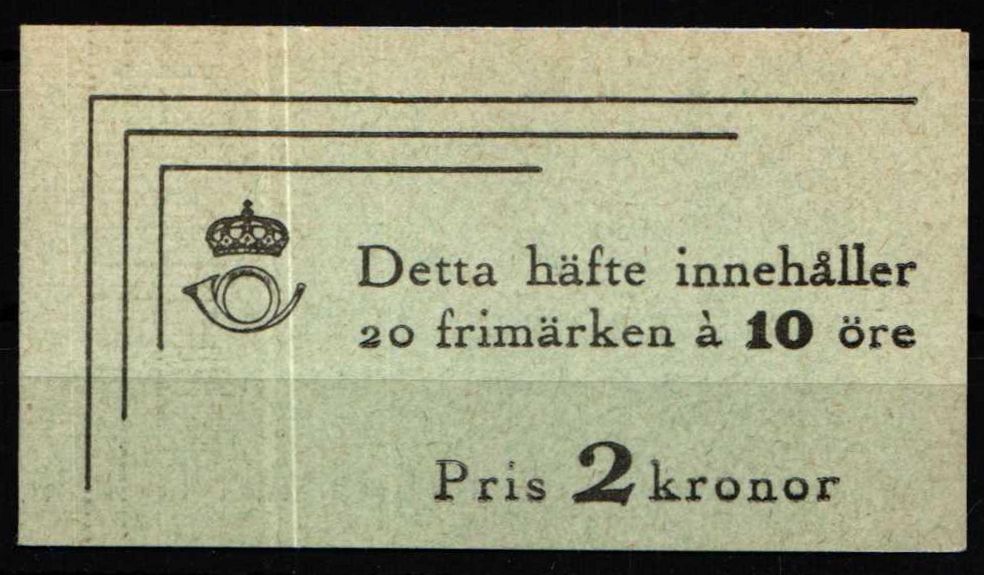 Detta häfte innehåller
20 frimärken à 10 öre
Pris 2 kronor